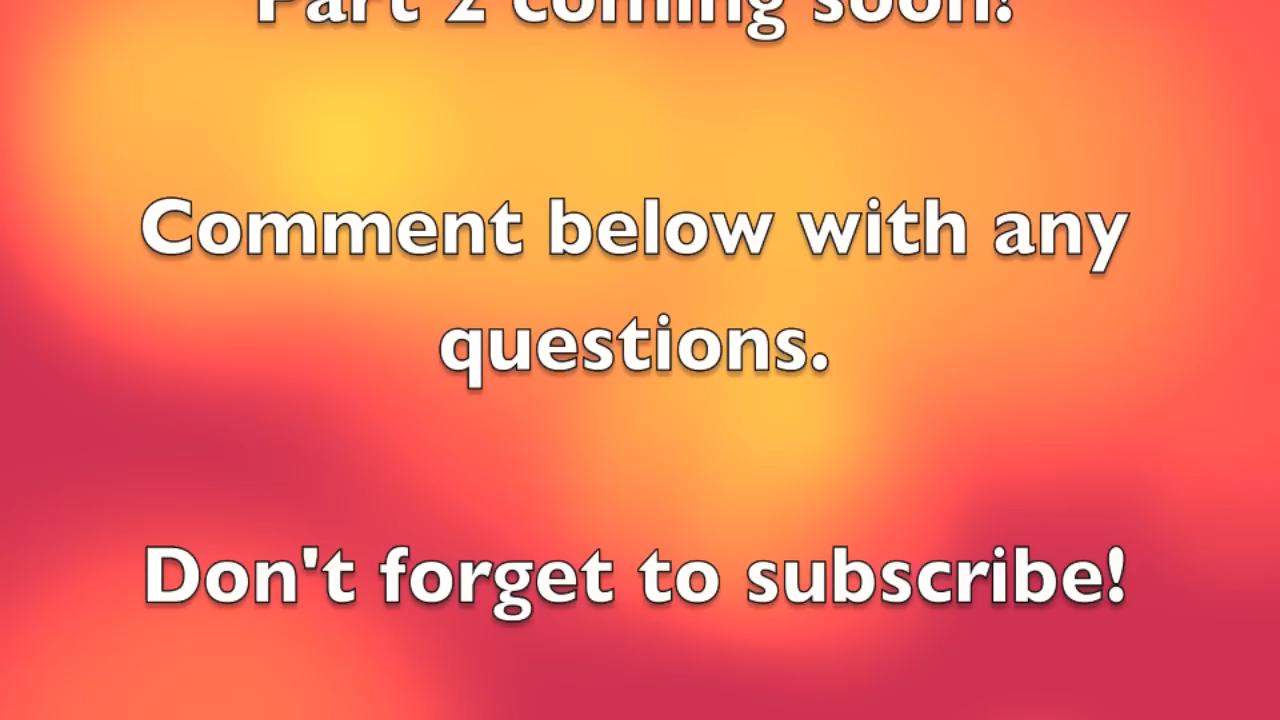 Part 2 coming soon!
Comment below with any
questions.
Don't forget to subscribe!